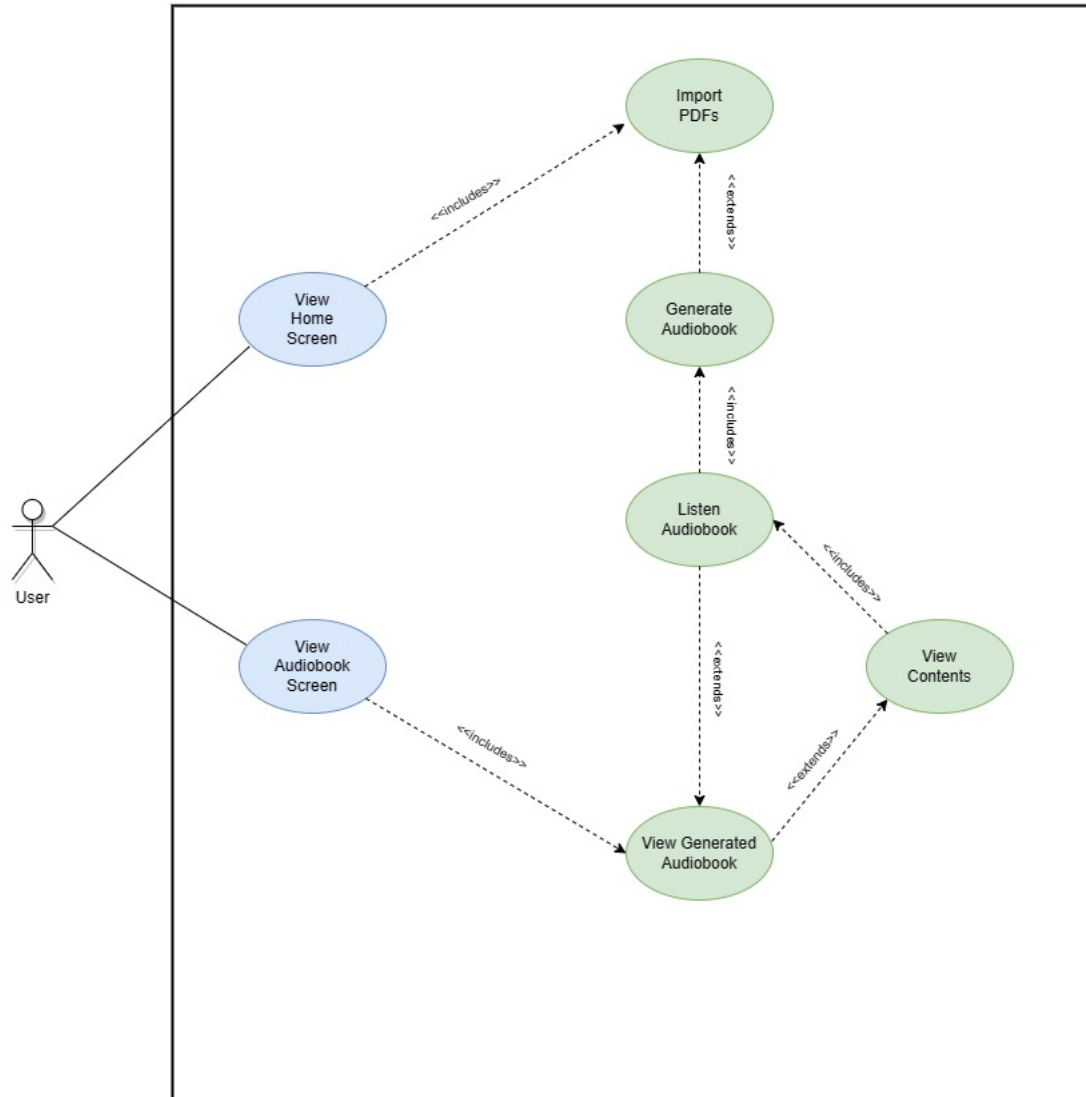 Import
PDFs
<<includes>>
<<extends>>
View
Home
Screen
Generate
Audiobook
<<includes>>
Listen
Audiobook
<<includes>>
User
View
Audiobook
Screen
<<extends>>
View
Contents
<<includes>>
<<extends>>
View Generated
Audiobook